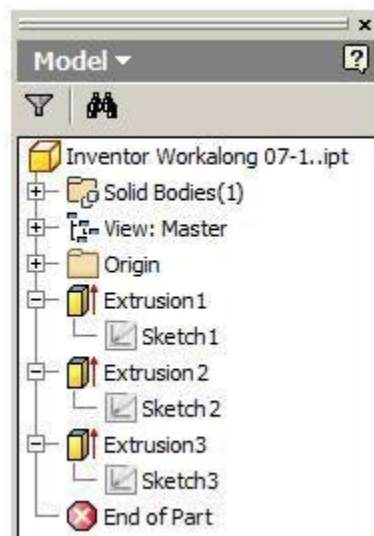 Model
Inventor Workalong 07-1..ipt
Solid Bodies(1)
View: Master
Origin
Extrusion1
Sketch1
Extrusion2
Sketch2
Extrusion3
Sketch3
End of Part